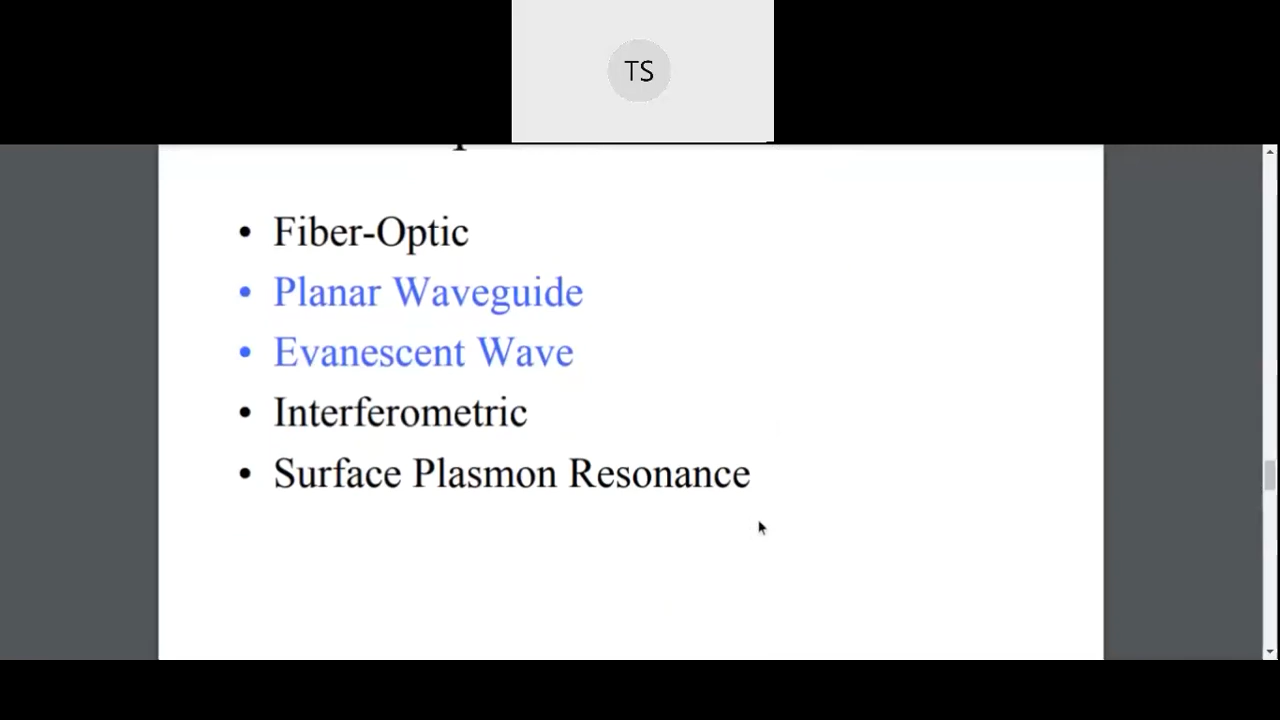 TS
• Fiber-Optic
• Planar Waveguide
• Evanescent Wave
• Interferometric
• Surface Plasmon Resonance